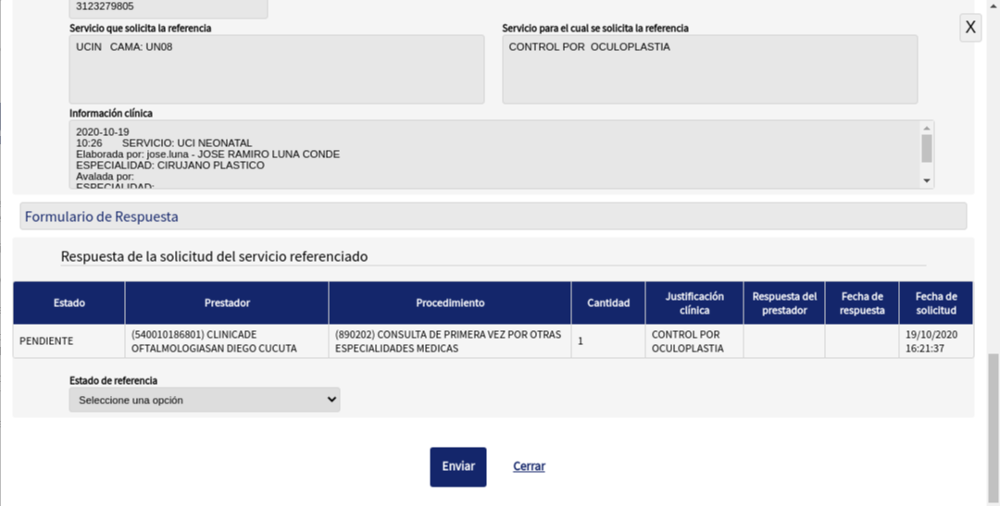 3123279805
Servicio que solicita la referencia
Servicio para el cual se solicita la referencia
X
UCIN CAMA: UN08
CONTROL POR OCULOPLASTIA
Información clínica
2020-10-19
10:26 SERVICIO: UCI NEONATAL
Elaborada por: jose.luna - JOSE RAMIRO LUNA CONDE
ESPECIALIDAD: CIRUJANO PLASTICO
Avalada por:
ESPECIALIDAD:
Formulario de Respuesta
Respuesta de la solicitud del servicio referenciado
Estado
Prestador
Procedimiento
Cantidad
Justificación
clínica
Respuesta del
prestador
Fecha de
respuesta
Fecha de
solicitud
PENDIENTE
(540010186801) CLINICADE
OFTALMOLOGIASAN DIEGO CUCUTA
(890202) CONSULTA DE PRIMERA VEZ POR OTRAS
ESPECIALIDADES MEDICAS
1
CONTROL POR
OCULOPLASTIA
19/10/2020
16:21:37
Estado de referencia
Seleccione una opción
Enviar
Cerrar